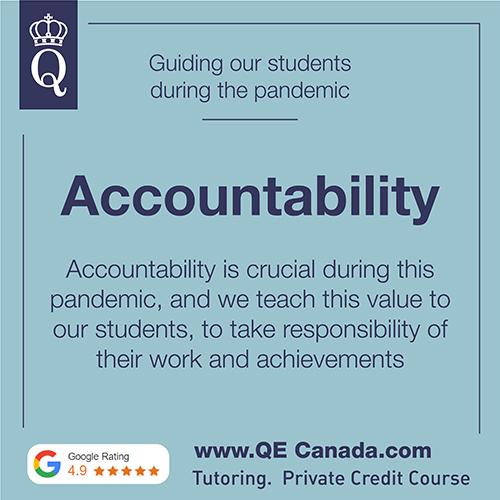 Q
Guiding our students
during the pandemic
Accountability
Accountability is crucial during this
pandemic, and we teach this value to
our students, to take responsibility of
their work and achievements
Google Rating
4.9
www.QE Canada.com
Tutoring. Private Credit Course